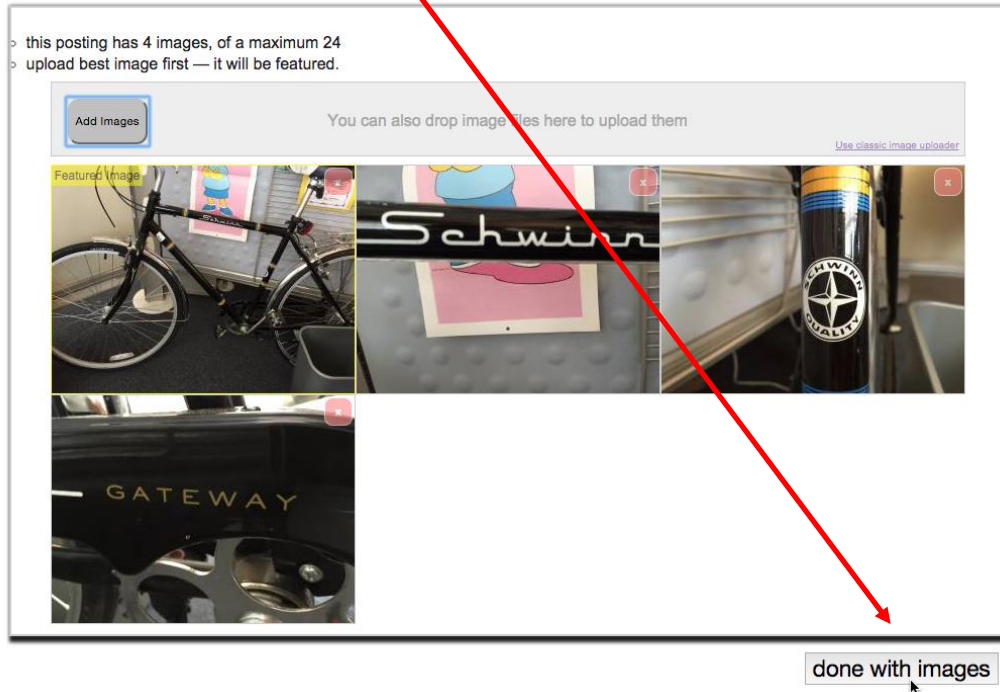 this posting has 4 images, of a maximum 24
upload best image first — it will be featured.
Add Images
You can also drop image files here to upload them
Use classic image uploader
Featured Image
x
x
x
Schwinn
Schwinn
SCHWINN
QUALITY
x
GATEWAY
done with images